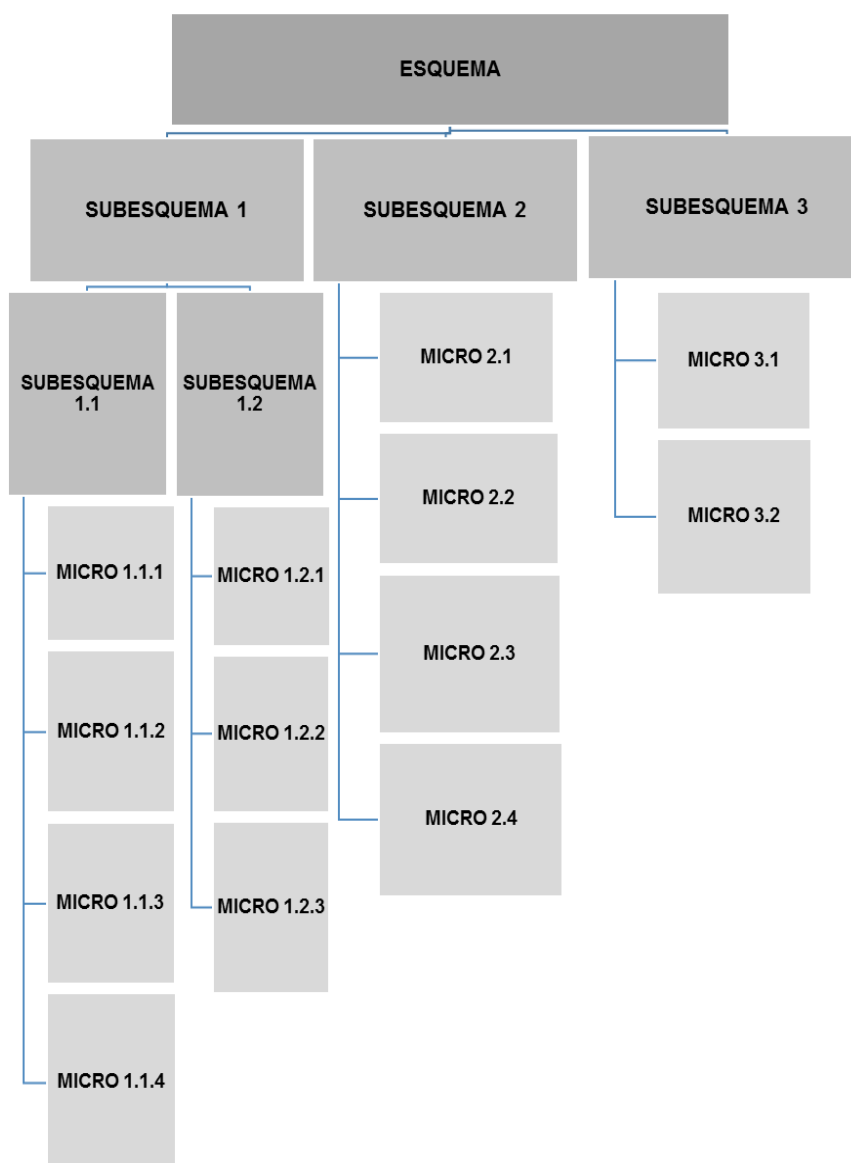 ESQUEMA
SUBESQUEMA 1
SUBESQUEMA 2
SUBESQUEMA 3
SUBESQUEMA
1.1
SUBESQUEMA
1.2
MICRO 1.1.1
MICRO 1.1.2
MICRO 1.1.3
MICRO 1.1.4
MICRO 1.2.1
MICRO 1.2.2
MICRO 1.2.3
MICRO 2.1
MICRO 2.2
MICRO 2.3
MICRO 2.4
MICRO 3.1
MICRO 3.2